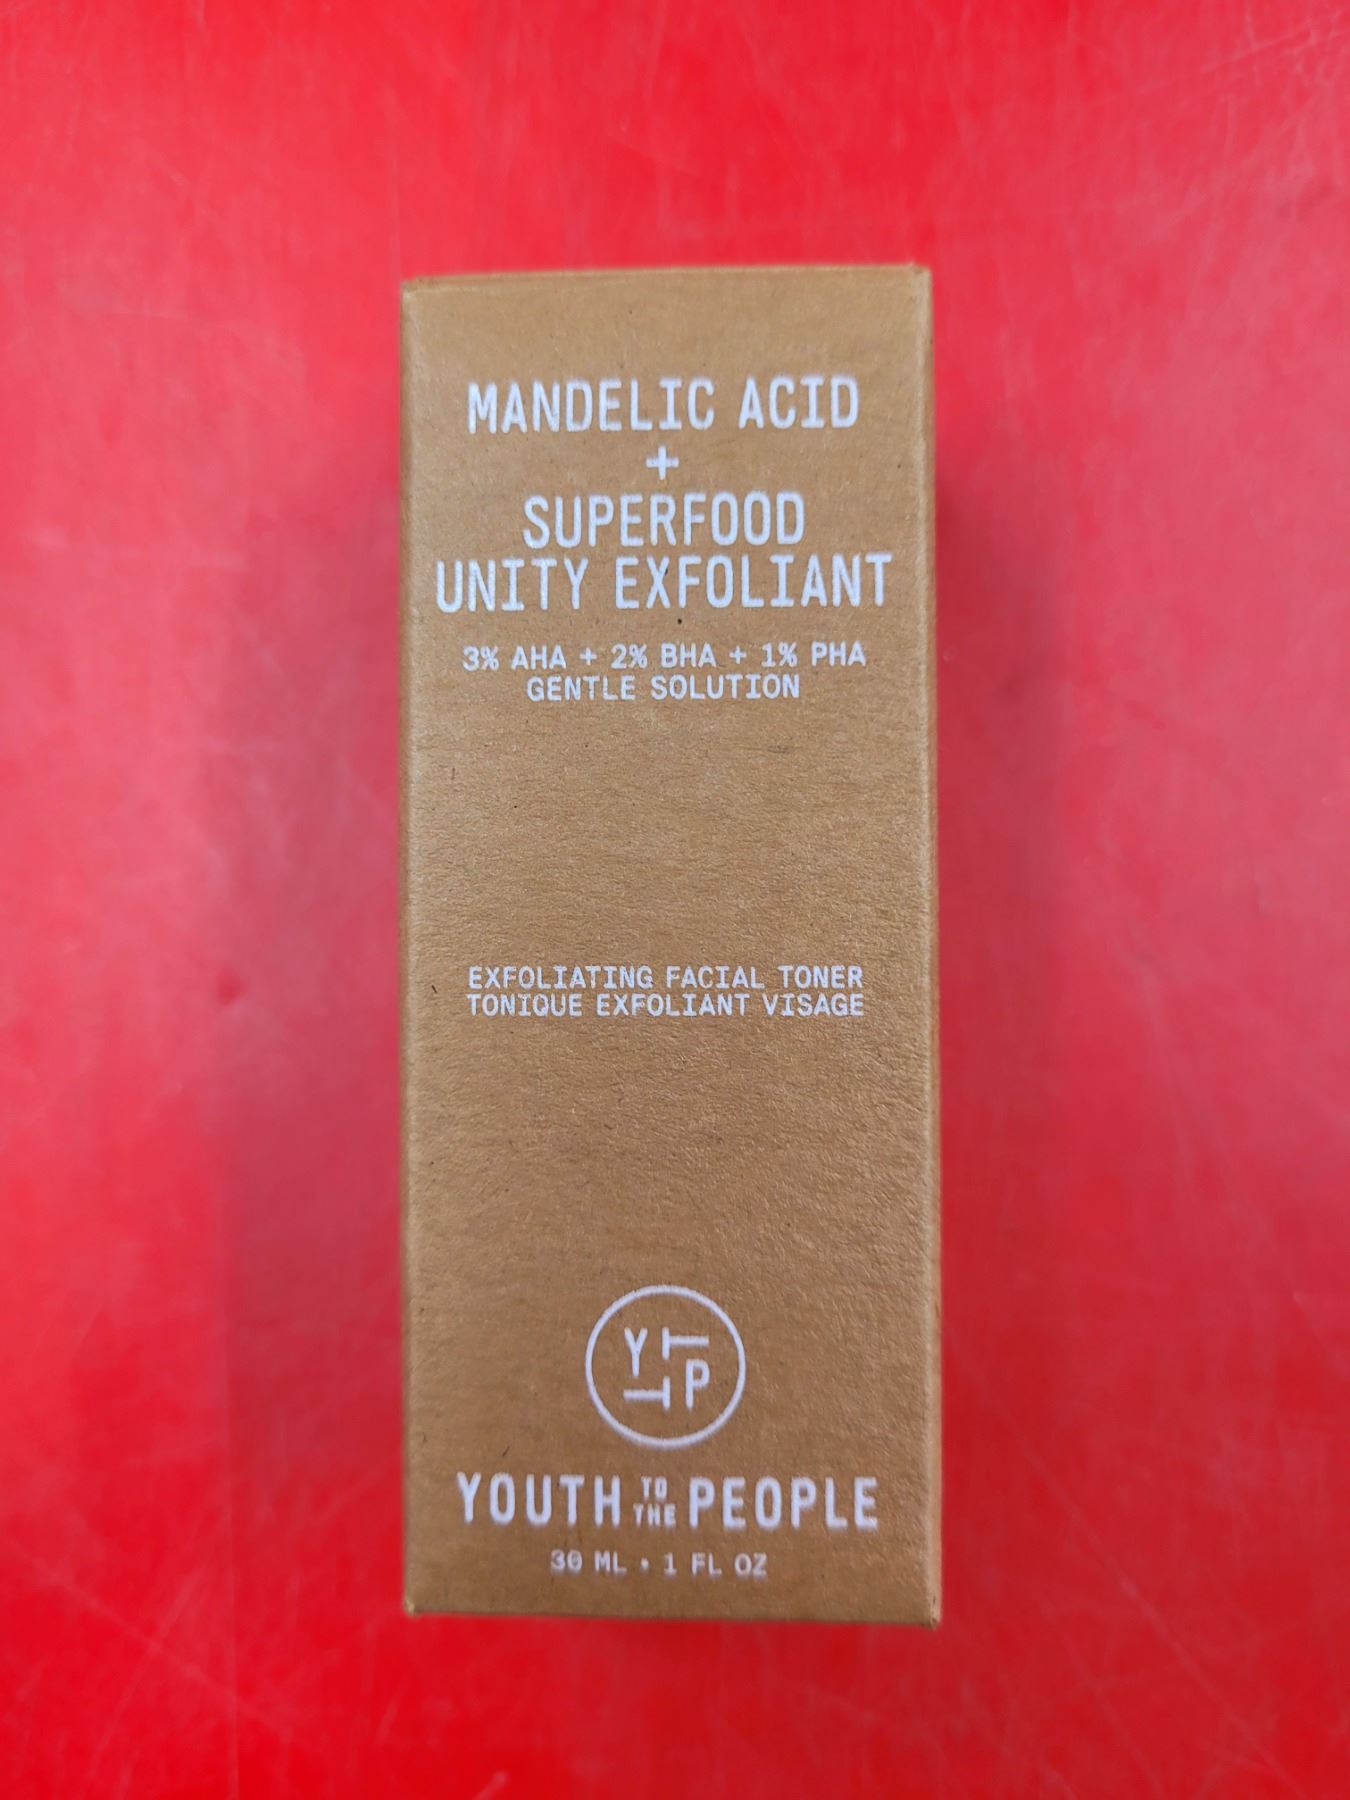 MANDELIC ACID
+
SUPERFOOD
UNITY EXFOLIANT
3% AHA + 2% BHA + 1% PHA
GENTLE SOLUTION
EXFOLIATING FACIAL TONER
TONIQUE EXFOLIANT VISAGE
YTTP
YOUTH TO THE PEOPLE
30 ML • 1 FL OZ